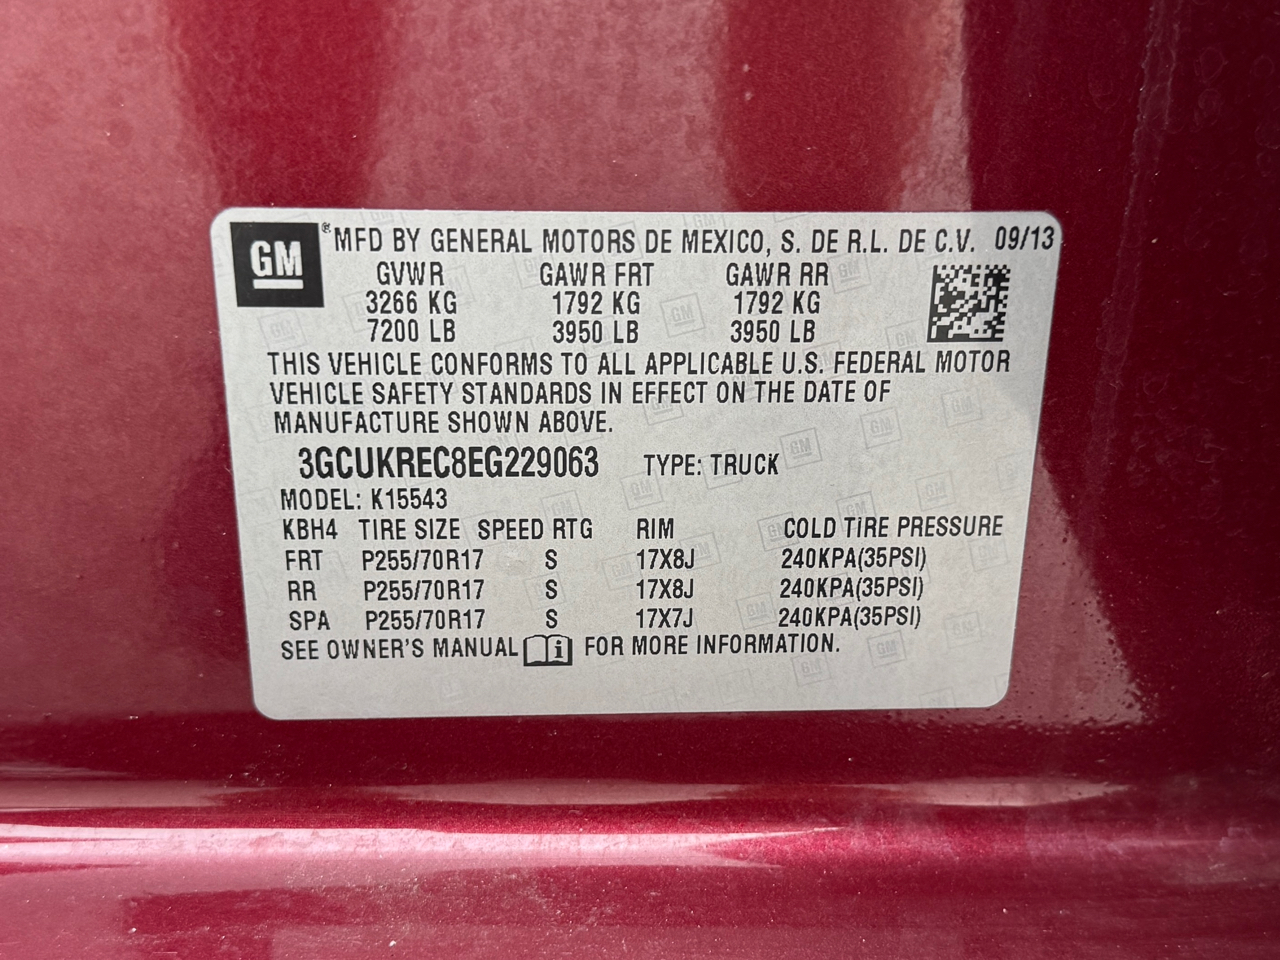 GM ® MFD BY GENERAL MOTORS DE MEXICO, S. DE R.L. DE C.V. 09/13
GVWR GAWR FRT GAWR RR
3266 KG 1792 KG 1792 KG
7200 LB 3950 LB 3950 LB
THIS VEHICLE CONFORMS TO ALL APPLICABLE U.S. FEDERAL MOTOR
VEHICLE SAFETY STANDARDS IN EFFECT ON THE DATE OF
MANUFACTURE SHOWN ABOVE.
3GCUKREC8EG229063 TYPE: TRUCK
MODEL: K15543
KBH4 TIRE SIZE SPEED RTG RIM COLD TiRE PRESSURE
FRT P255/70R17 S 17X8J 240KPA(35PSI)
RR P255/70R17 S 17X8J 240KPA(35PSI)
SPA P255/70R17 S 17X7J 240KPA(35PSI)
SEE OWNER'S MANUAL i FOR MORE INFORMATION.